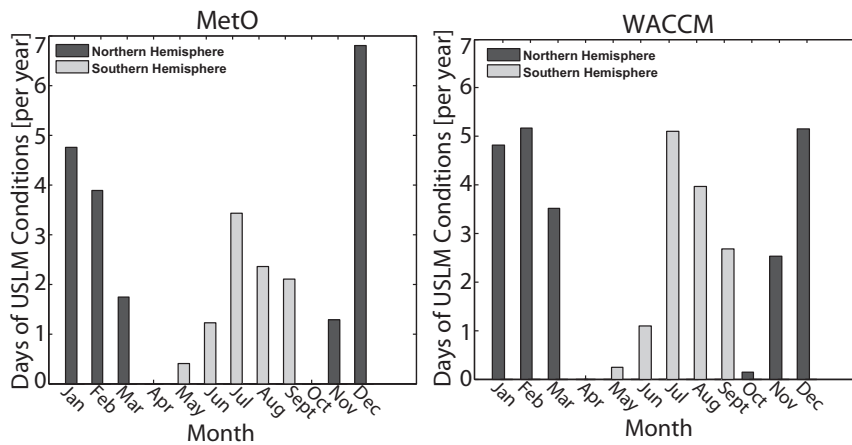 MetO
Days of USLM Conditions [per year]
7
6
5
4
3
2
1
0
Northern Hemisphere
Southern Hemisphere
Jan
Feb
Mar
Apr
May
Jun
Jul
Aug
Sept
Oct
Nov
Dec
Month
WACCM
Days of USLM Conditions [per year]
7
6
5
4
3
2
1
0
Northern Hemisphere
Southern Hemisphere
Jan
Feb
Mar
Apr
May
Jun
Jul
Aug
Sept
Oct
Nov
Dec
Month